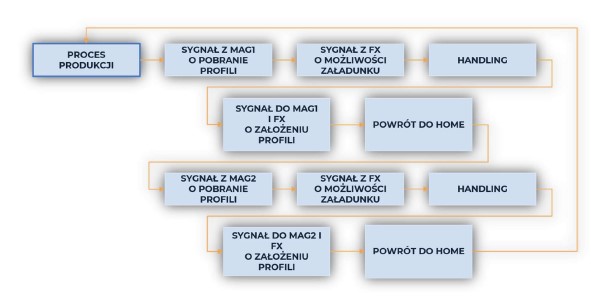 PROCES
PRODUKCJI
SYGNAŁ Z MAG1
O POBRANIE
PROFILI
SYGNAŁ Z FX
O MOŻLIWOŚCI
ZAŁADUNKU
HANDLING
SYGNAŁ DO MAG1
I FX
O ZAŁOŻENIU
PROFILI
POWRÓT DO HOME
SYGNAŁ Z MAG2
O POBRANIE
PROFILI
SYGNAŁ Z FX
O MOŻLIWOŚCI
ZAŁADUNKU
HANDLING
SYGNAŁ DO MAG2 I
FX
O ZAŁOŻENIU
PROFILI
POWRÓT DO HOME